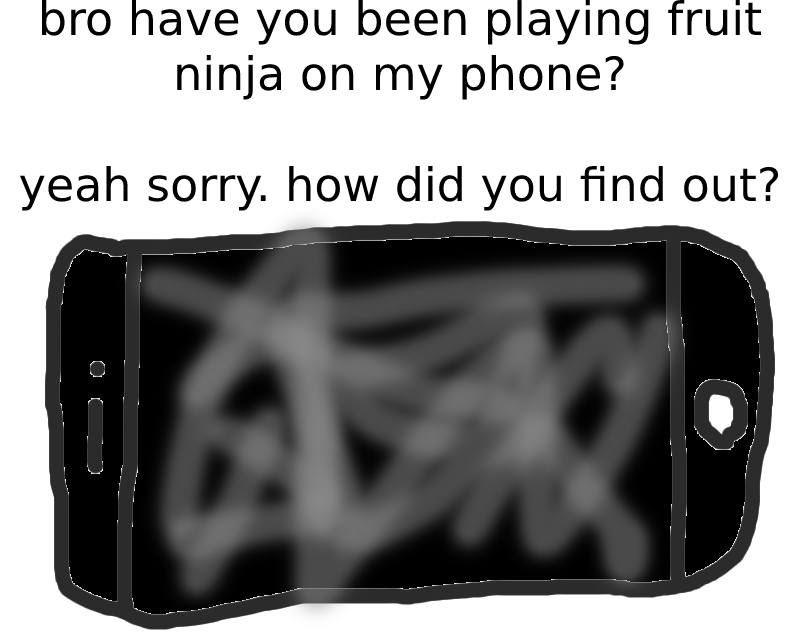 bro have you been playing fruit
ninja on my phone?
yeah sorry. how did you find out?